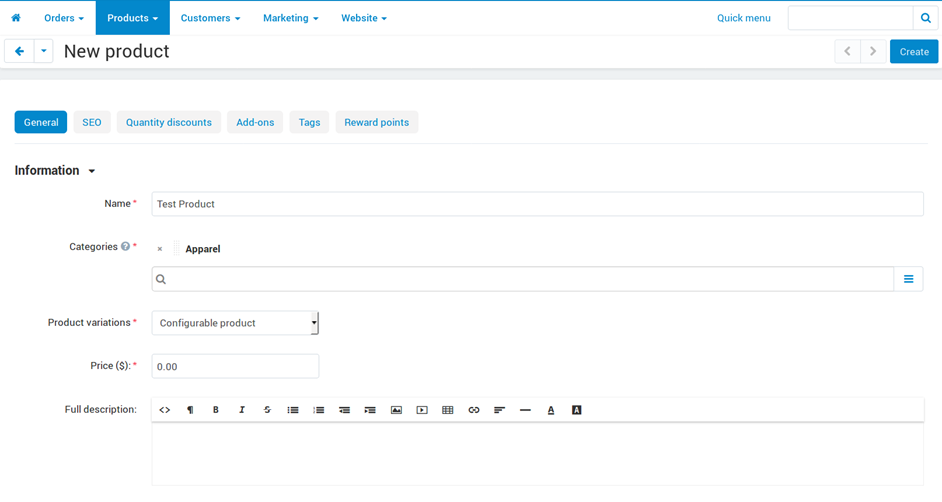 Orders Products Customers Marketing Website Quick menu
New product Create
General SEO Quantity discounts Add-ons Tags Reward points
Information
Name *
Test Product
Categories ? *
× Apparel
Product variations *
Configurable product
Price ($): *
0.00
Full description:
<> ¶ B I S A A